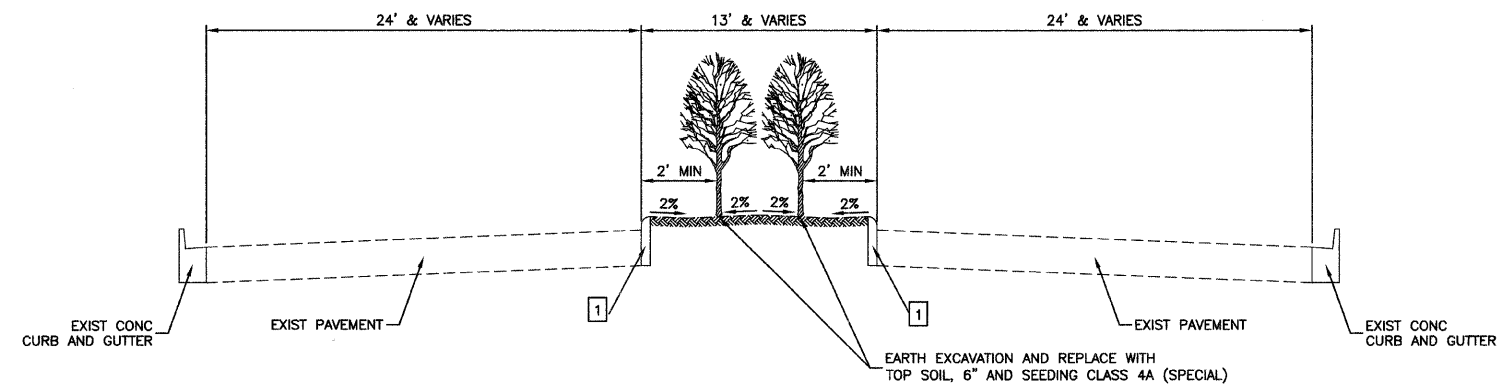 24' & VARIES
13' & VARIES
24' & VARIES
2' MIN
2' MIN
2%
2%
2%
2%
1
1
EXIST CONC
CURB AND GUTTER
EXIST PAVEMENT
EXIST PAVEMENT
EXIST CONC
CURB AND GUTTER
EARTH EXCAVATION AND REPLACE WITH
TOP SOIL, 6" AND SEEDING CLASS 4A (SPECIAL)